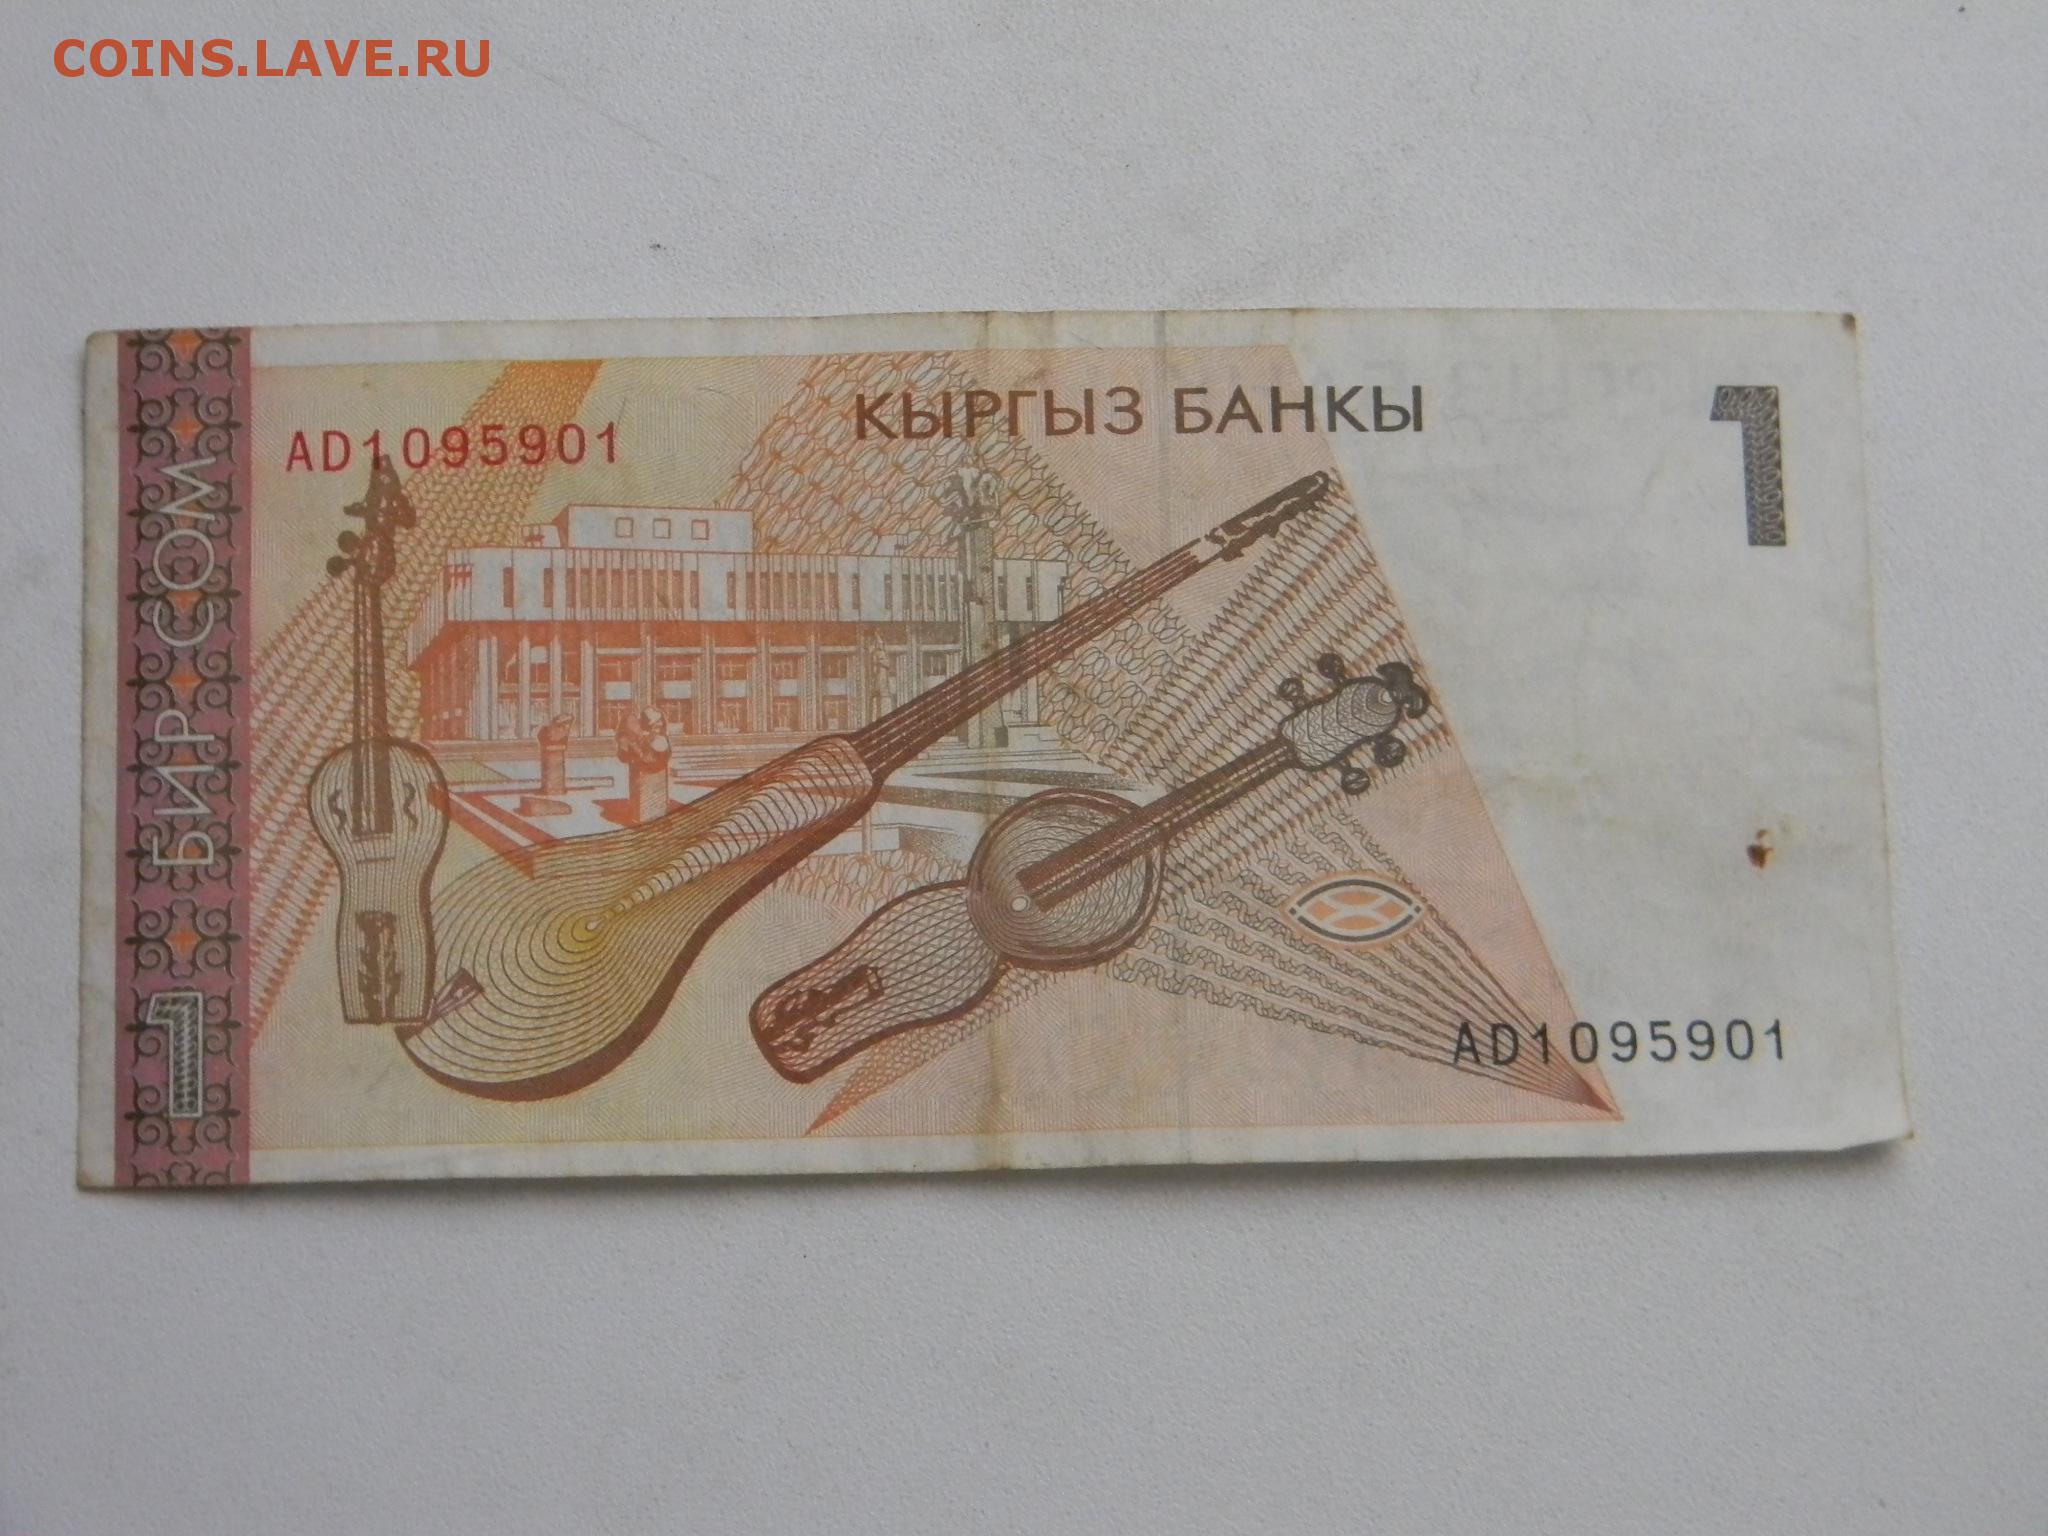 COINS.LAVE.RU
КЫРГЫЗ БАНКЫ
1
AD1095901
БИР СОМ
1
AD1095901